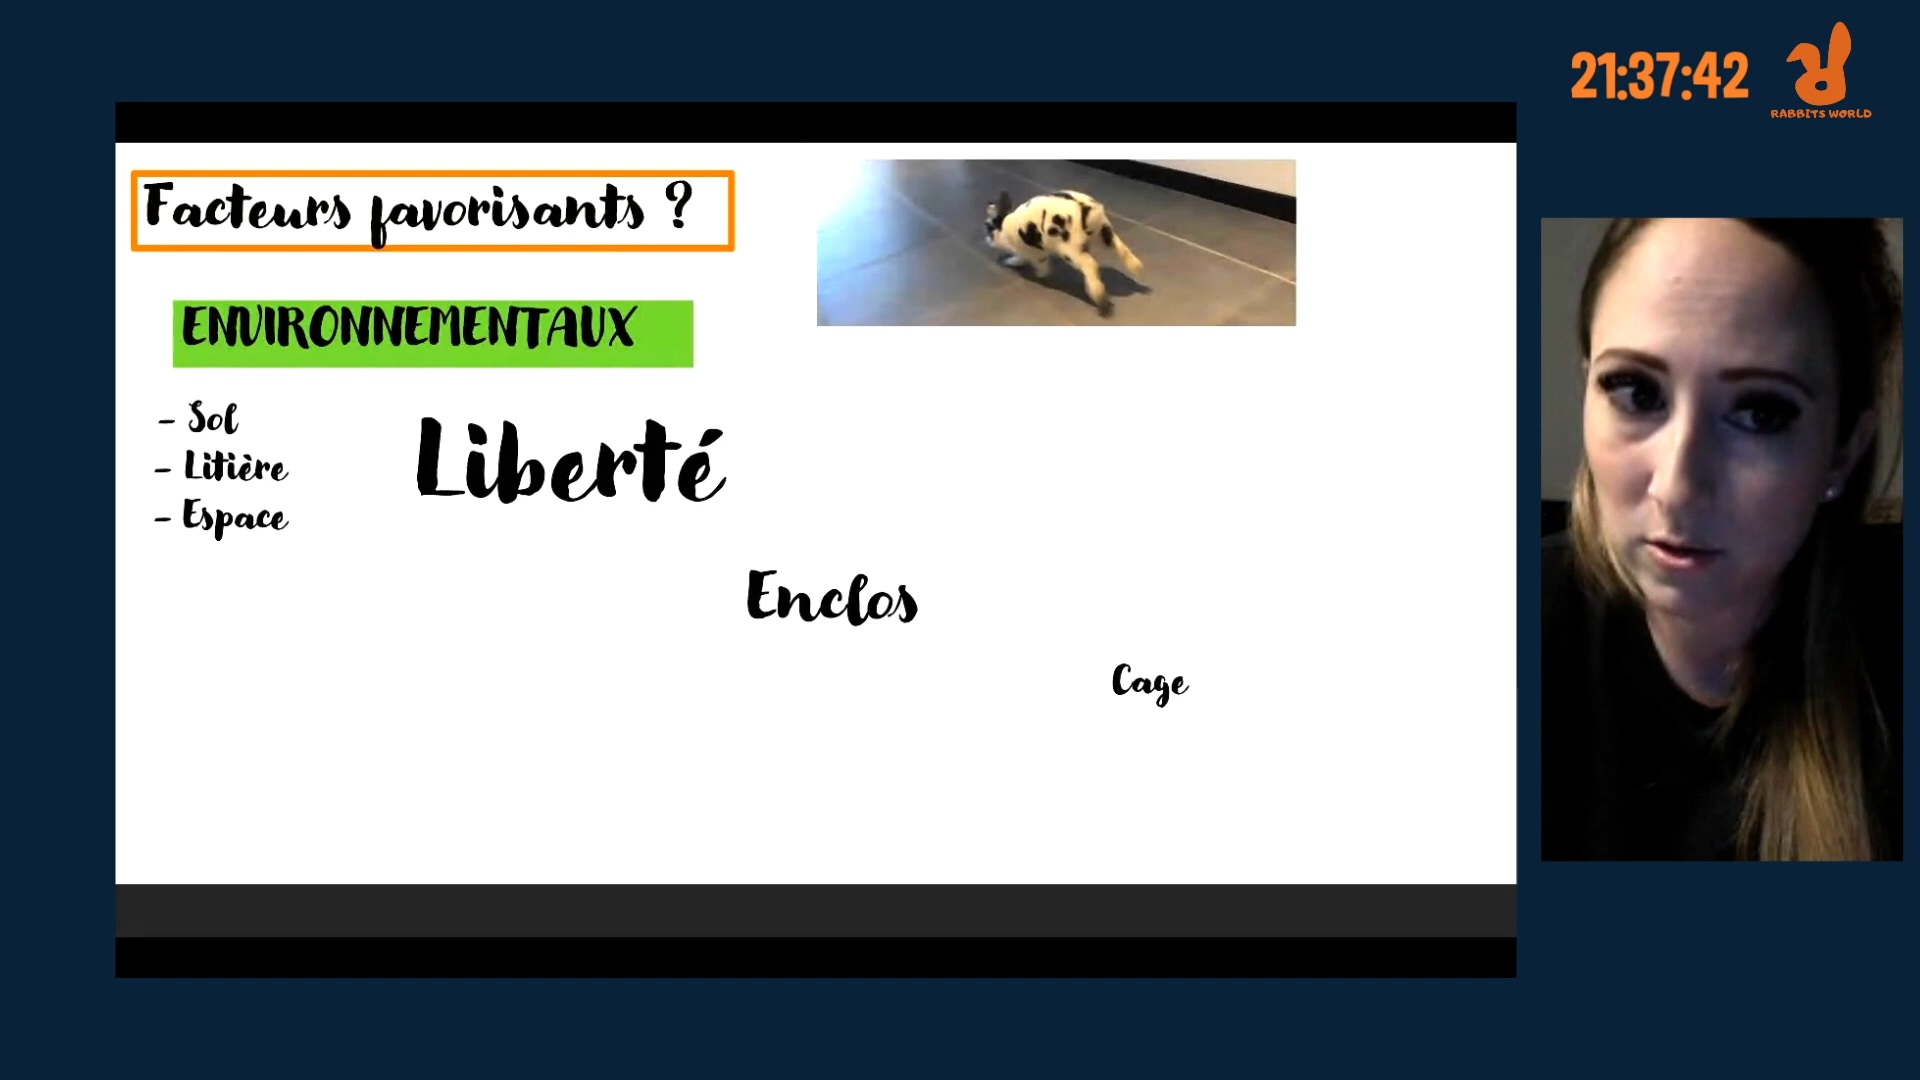 21:37:42
RABBITS WORLD
Facteurs favorisants ?
ENVIRONNEMENTAUX
- Sol
- Litière
- Espace
Liberté
Enclos
Cage